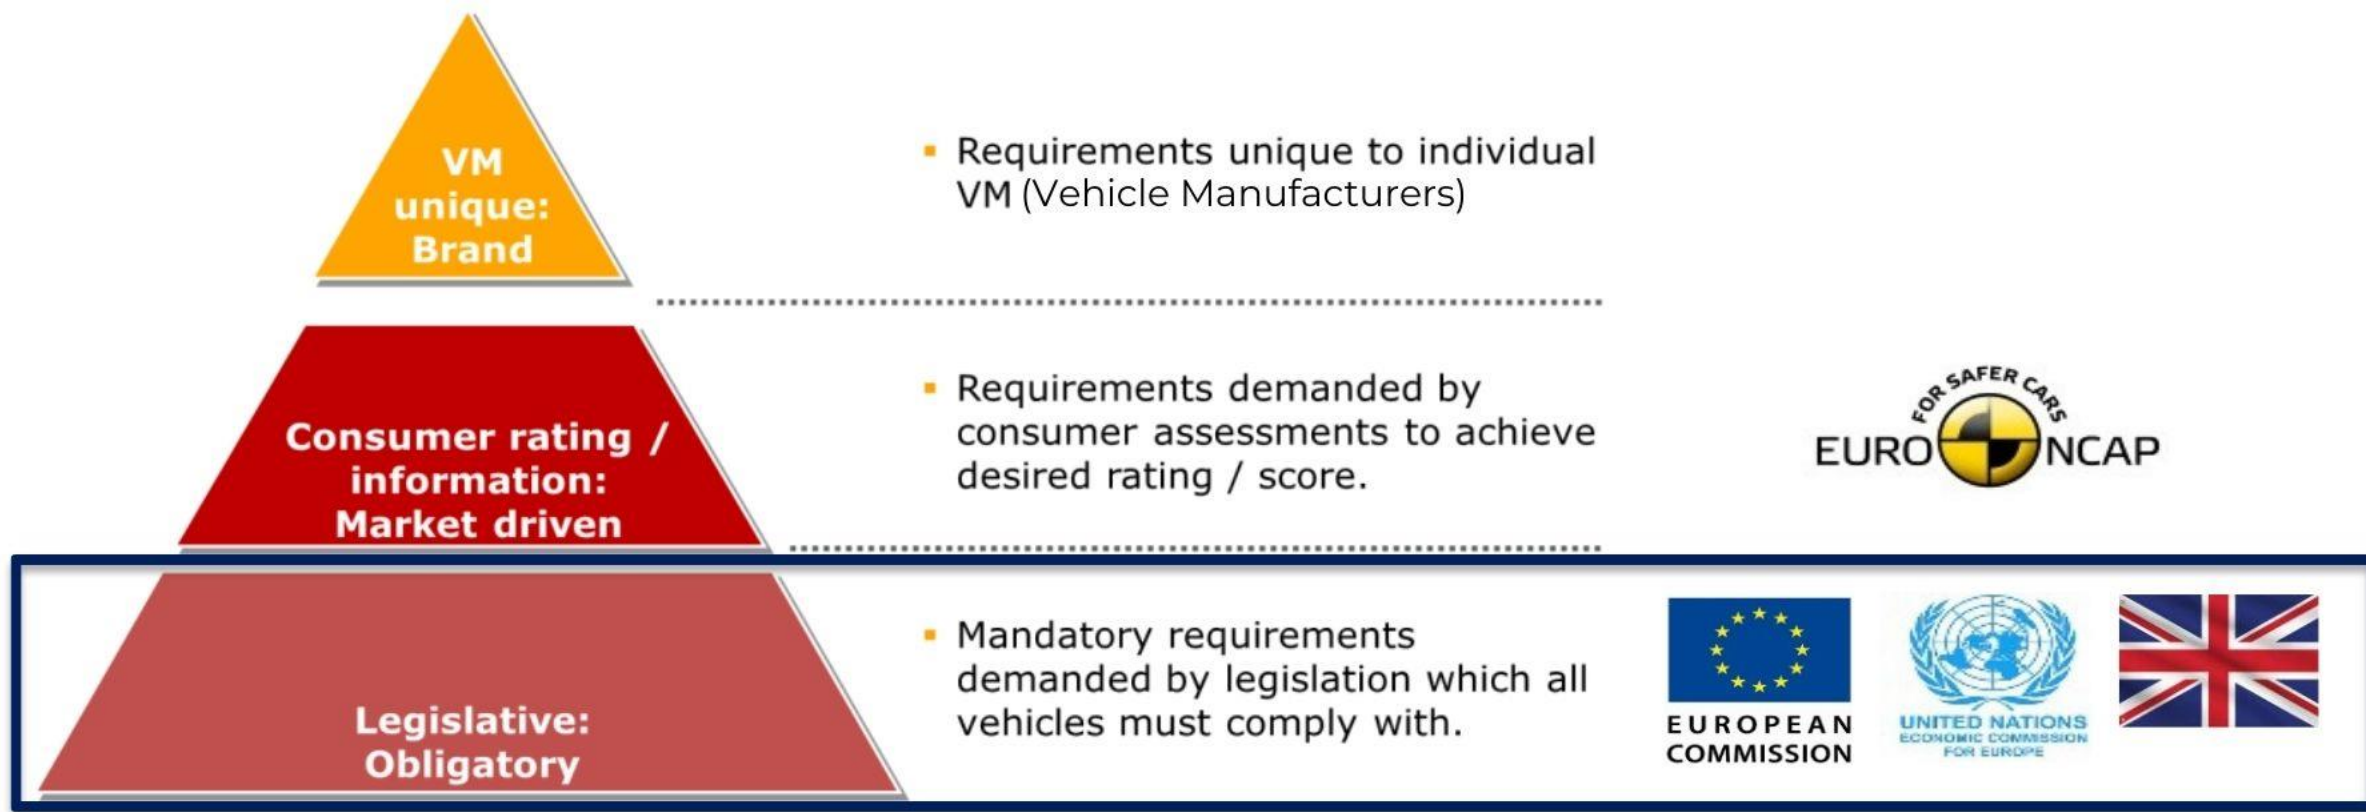 VM
unique:
Brand
▪ Requirements unique to individual
VM (Vehicle Manufacturers)
Consumer rating /
information:
Market driven
▪ Requirements demanded by
consumer assessments to achieve
desired rating / score.
FOR SAFER CARS
EURO NCAP
Legislative:
Obligatory
▪ Mandatory requirements
demanded by legislation which all
vehicles must comply with.
EUROPEAN
COMMISSION
UNITED NATIONS
ECONOMIC COMMISSION
FOR EUROPE